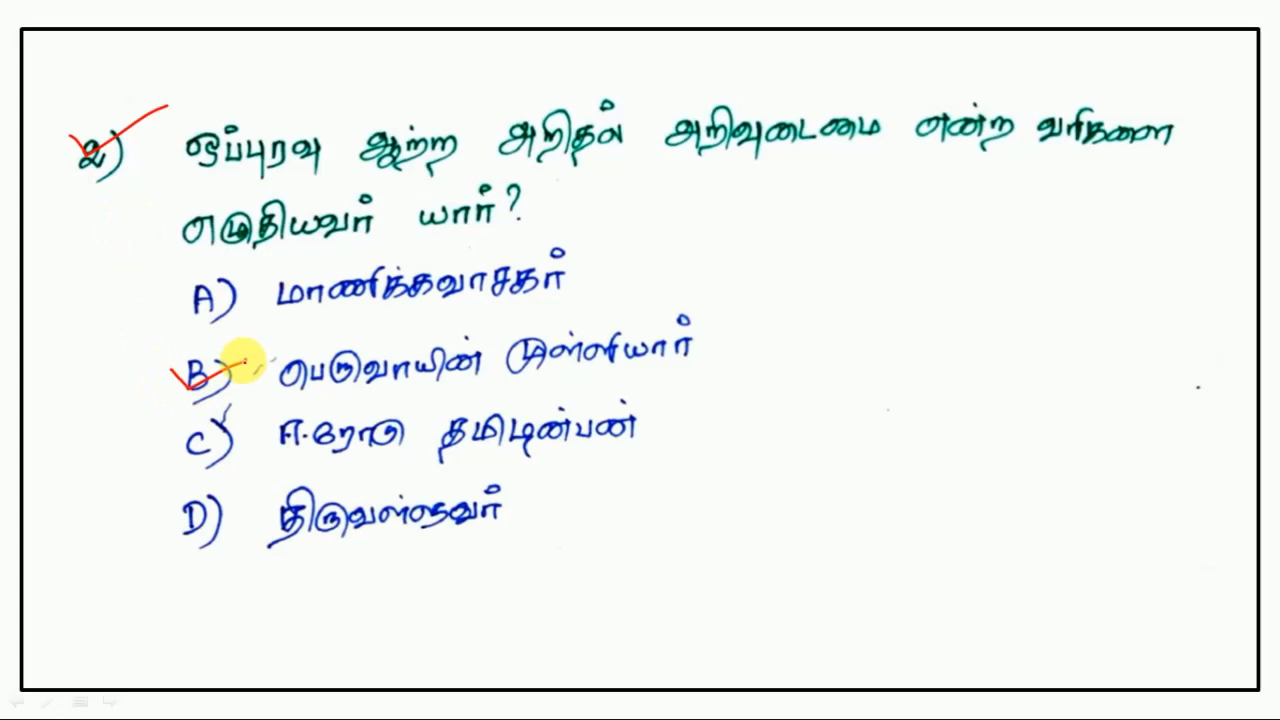 2) ஒப்புரவு ஆற்ற அறிதல் அறிவுடைமை என்ற வரிகளை
எழுதியவர் யார்?
A) மாணிக்கவாசகர்
B) பெருவாயின் முள்ளியார்
C) ஈ.ரோடு தமிழன்பன்
D) திருவள்ளுவர்